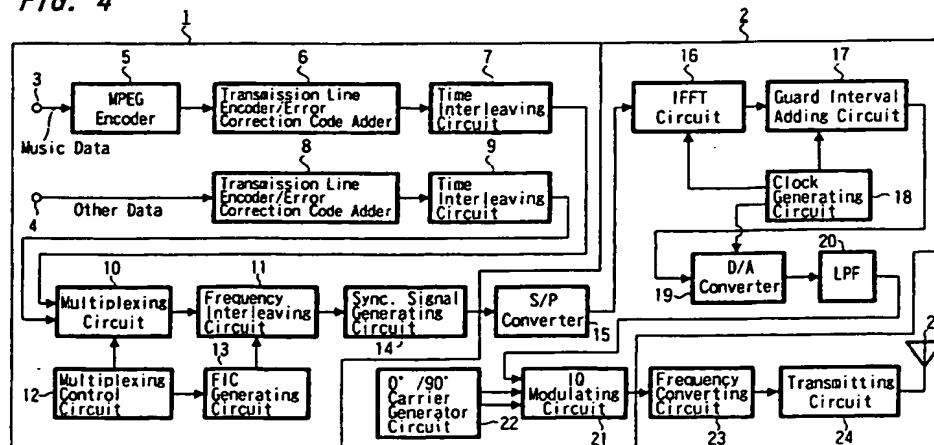 Fig. 4
1
2
3
Music Data
5
MPEG
Encoder
6
Transmission Line
Encoder/Error
Correction Code Adder
7
Time
Interleaving
Circuit
16
IFFT
Circuit
17
Guard Interval
Adding Circuit
4
Other Data
8
Transmission Line
Encoder/Error
Correction Code Adder
9
Time
Interleaving
Circuit
Clock
Generating
Circuit
18
10
Multiplexing
Circuit
11
Frequency
Interleaving
Circuit
Sync. Signal
Generating
Circuit
14
S/P
Converter
15
D/A
Converter
19
20
LPF
12
Multiplexing
Control
Circuit
13
FIC
Generating
Circuit
0° /90°
Carrier
Generator
Circuit
22
IQ
Modulating
Circuit
21
Frequency
Converting
Circuit
23
Transmitting
Circuit
24